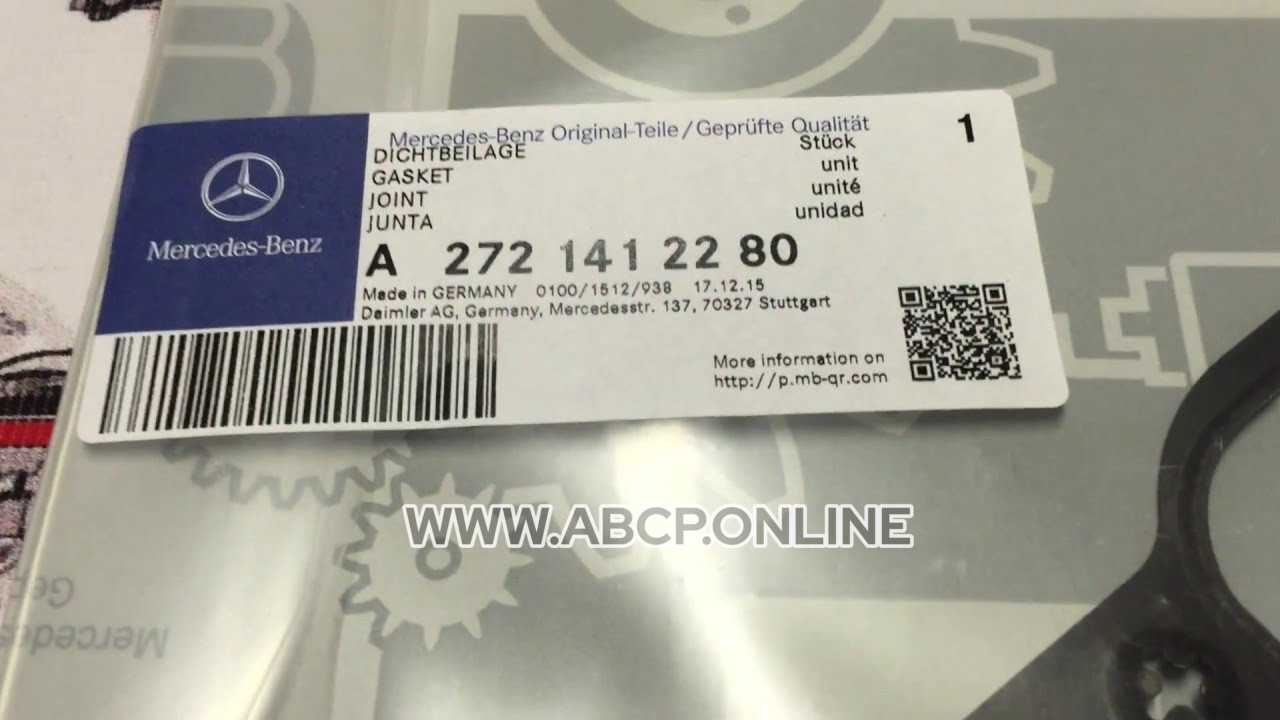 Mercedes-Benz Original-Teile/Geprüfte Qualität
1
DICHTBEILAGE Stück
GASKET unit
JOINT unité
JUNTA unidad
Mercedes-Benz
A 272 141 22 80
Made in GERMANY 0100/1512/938 17.12.15
Daimler AG, Germany, Mercedesstr. 137, 70327 Stuttgart
More information on
http://p.mb-qr.com
WWW.ABCP.ONLINE
Mercedes